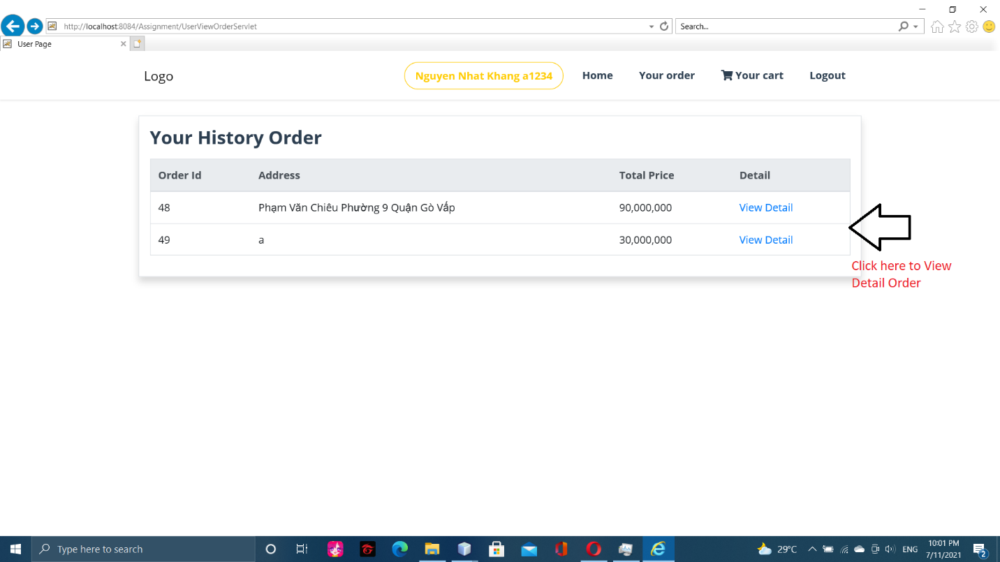 http://localhost:8084/Assignment/UserViewOrderServlet
Search...
User Page
Logo
Nguyen Nhat Khang a1234
Home
Your order
Your cart
Logout
Your History Order
Order Id Address Total Price Detail
48 Phạm Văn Chiêu Phường 9 Quận Gò Vấp 90,000,000 View Detail
49 a 30,000,000 View Detail
Click here to View
Detail Order
Type here to search
29°C
ENG
10:01 PM
7/11/2021
2